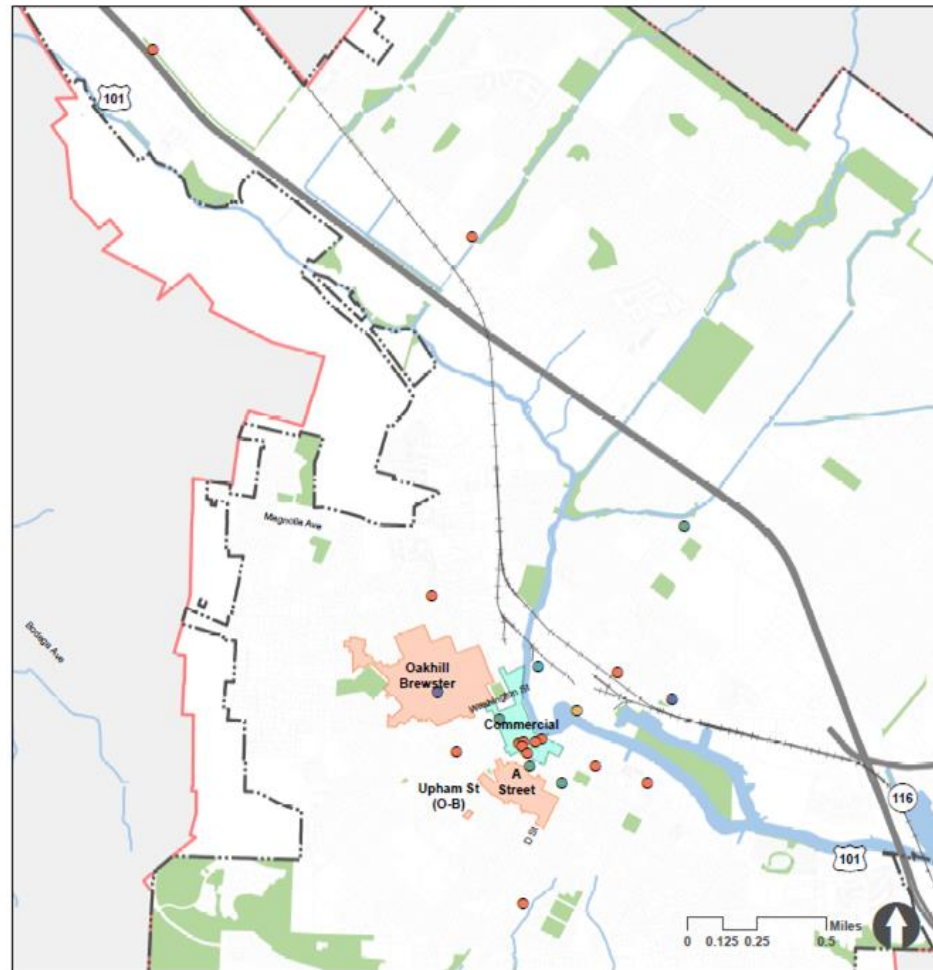 101
Magnolia Ave
Bodega Ave
Oakhill
Brewster
Washington St
Commercial
A
Street
Upham St
(O-B)
D St
116
101
Miles
0 0.125 0.25 0.5